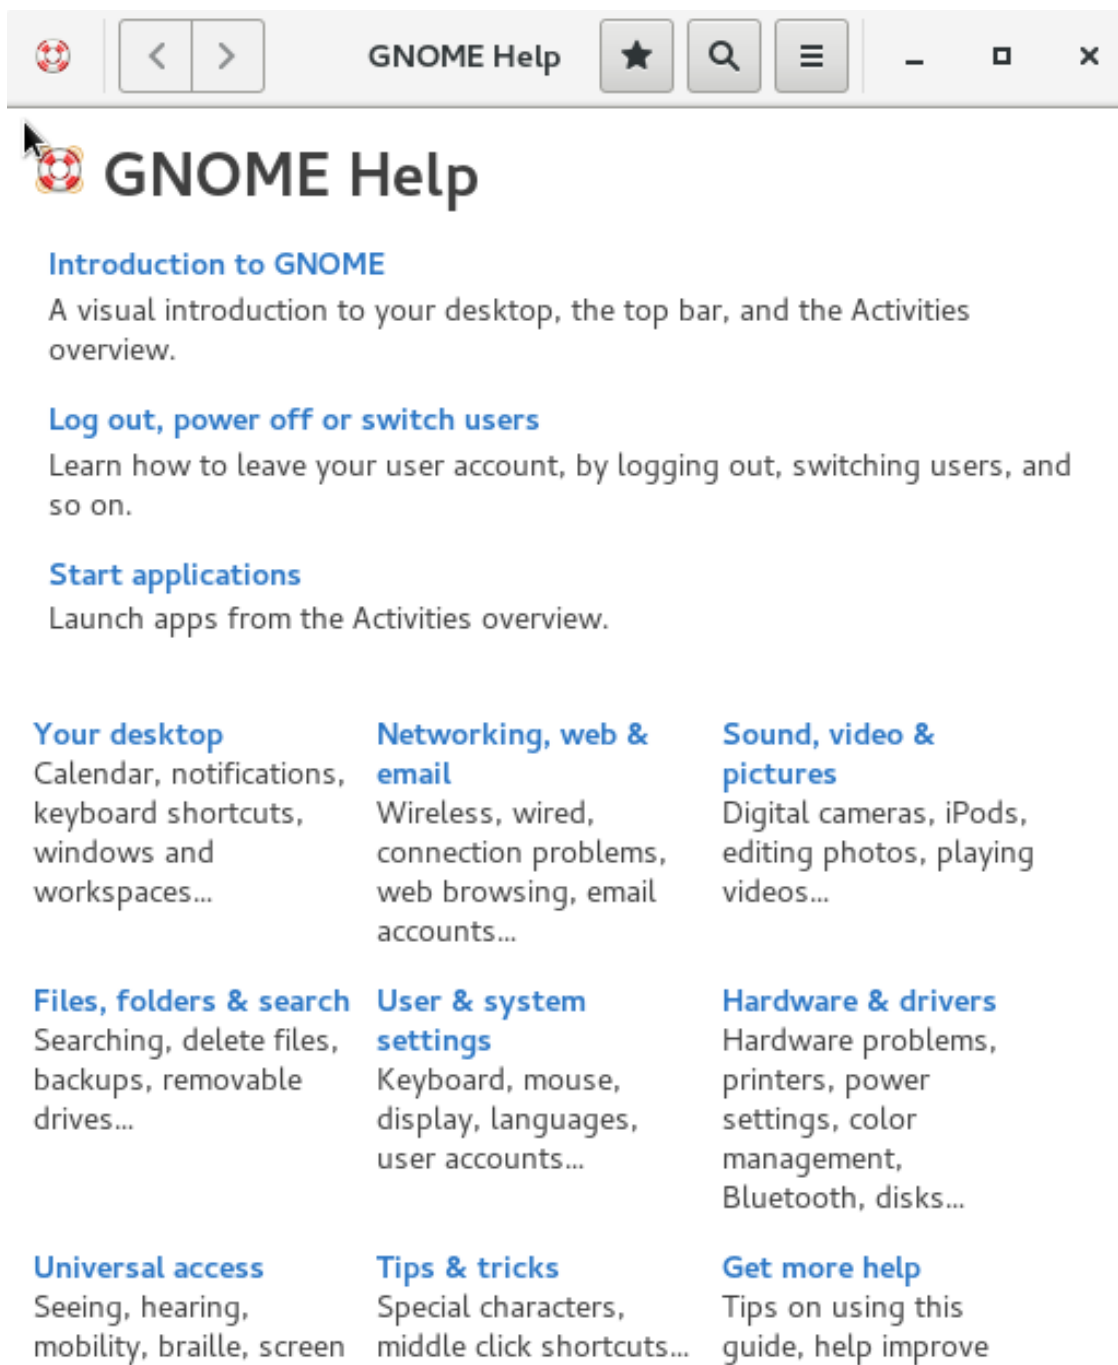 GNOME Help
GNOME Help
Introduction to GNOME
A visual introduction to your desktop, the top bar, and the Activities
overview.
Log out, power off or switch users
Learn how to leave your user account, by logging out, switching users, and
so on.
Start applications
Launch apps from the Activities overview.
Your desktop
Calendar, notifications,
keyboard shortcuts,
windows and
workspaces…
Networking, web &
email
Wireless, wired,
connection problems,
web browsing, email
accounts…
Sound, video &
pictures
Digital cameras, iPods,
editing photos, playing
videos…
Files, folders & search
Searching, delete files,
backups, removable
drives…
User & system
settings
Keyboard, mouse,
display, languages,
user accounts…
Hardware & drivers
Hardware problems,
printers, power
settings, color
management,
Bluetooth, disks…
Universal access
Seeing, hearing,
mobility, braille, screen
Tips & tricks
Special characters,
middle click shortcuts…
Get more help
Tips on using this
guide, help improve